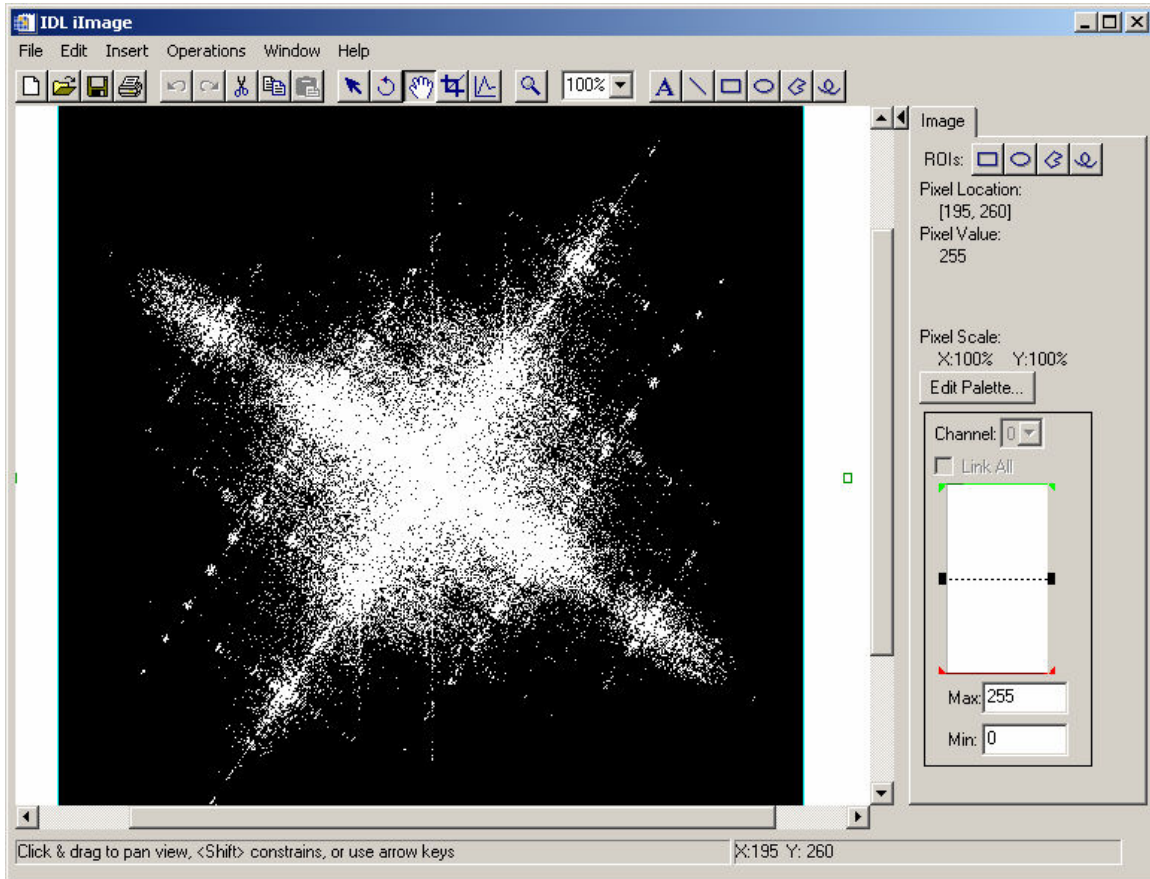 IDL iImage
File Edit Insert Operations Window Help
100%
A
Image
ROIs:
Pixel Location:
[195, 260]
Pixel Value:
255
Pixel Scale:
X:100% Y:100%
Edit Palette...
Channel: 0
Link All
Max: 255
Min: 0
Click & drag to pan view, <Shift> constrains, or use arrow keys
X:195 Y: 260